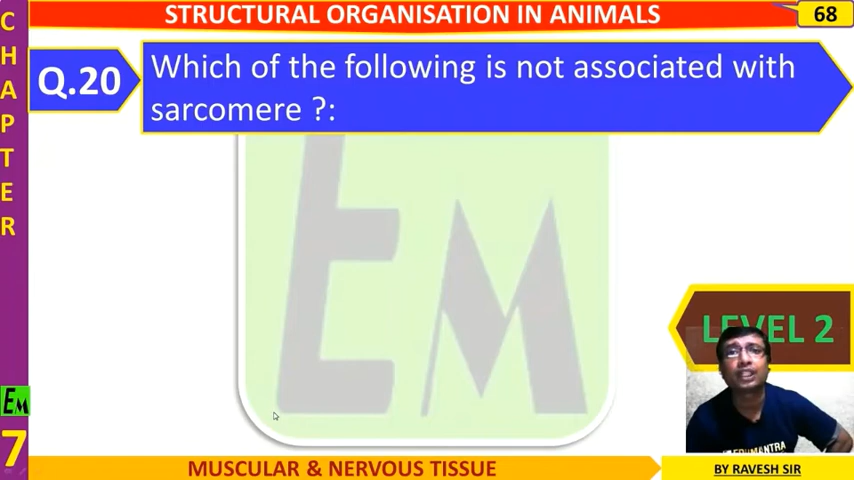 STRUCTURAL ORGANISATION IN ANIMALS
68
CHAPTER
Q.20
Which of the following is not associated with
sarcomere ?:
EM
LEVEL 2
EM
7
MUSCULAR & NERVOUS TISSUE
BY RAVESH SIR